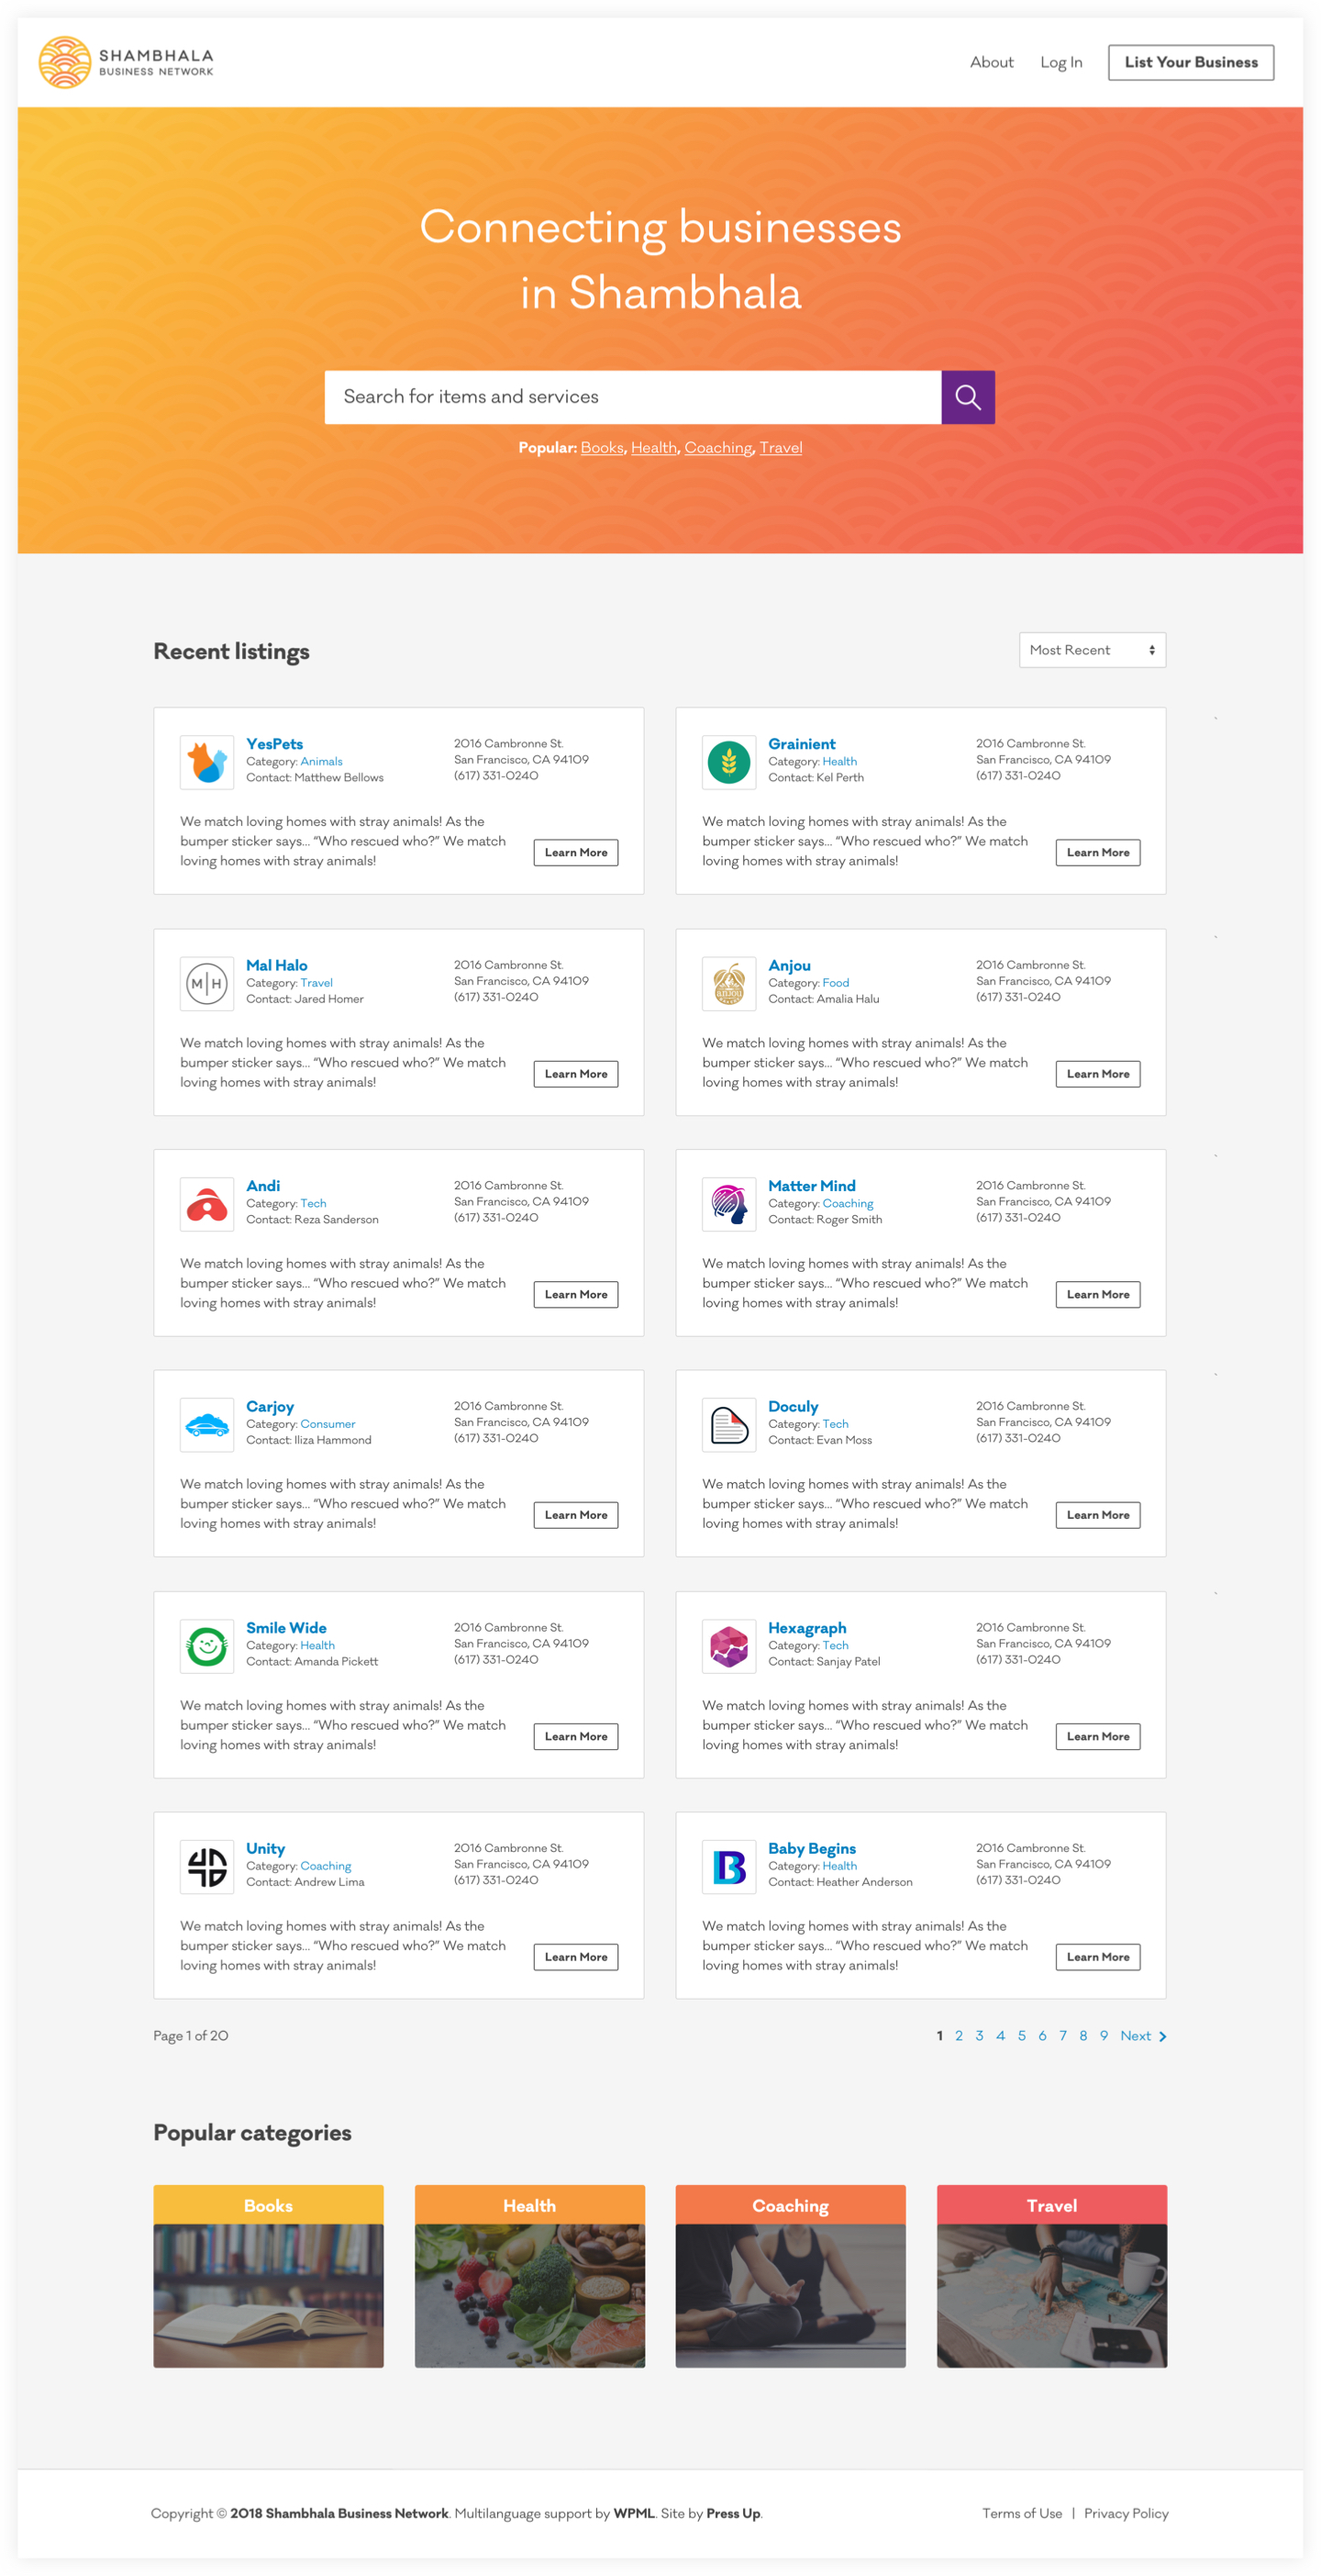 SHAMBHALA
BUSINESS NETWORK
About
Log In
List Your Business
Connecting businesses
in Shambhala
Search for items and services
Popular: Books, Health, Coaching, Travel
Recent listings
Most Recent
YesPets
Category: Animals
Contact: Matthew Bellows
2016 Cambronne St.
San Francisco, CA 94109
(617) 331-0240
We match loving homes with stray animals! As the
bumper sticker says... “Who rescued who?” We match
loving homes with stray animals!
Learn More
Grainient
Category: Health
Contact: Kel Perth
2016 Cambronne St.
San Francisco, CA 94109
(617) 331-0240
We match loving homes with stray animals! As the
bumper sticker says... “Who rescued who?” We match
loving homes with stray animals!
Learn More
M|H
Mal Halo
Category: Travel
Contact: Jared Homer
2016 Cambronne St.
San Francisco, CA 94109
(617) 331-0240
We match loving homes with stray animals! As the
bumper sticker says... “Who rescued who?” We match
loving homes with stray animals!
Learn More
anjou
Anjou
Category: Food
Contact: Amalia Halu
2016 Cambronne St.
San Francisco, CA 94109
(617) 331-0240
We match loving homes with stray animals! As the
bumper sticker says... “Who rescued who?” We match
loving homes with stray animals!
Learn More
Andi
Category: Tech
Contact: Reza Sanderson
2016 Cambronne St.
San Francisco, CA 94109
(617) 331-0240
We match loving homes with stray animals! As the
bumper sticker says... “Who rescued who?” We match
loving homes with stray animals!
Learn More
Matter Mind
Category: Coaching
Contact: Roger Smith
2016 Cambronne St.
San Francisco, CA 94109
(617) 331-0240
We match loving homes with stray animals! As the
bumper sticker says... “Who rescued who?” We match
loving homes with stray animals!
Learn More
Carjoy
Category: Consumer
Contact: Iliza Hammond
2016 Cambronne St.
San Francisco, CA 94109
(617) 331-0240
We match loving homes with stray animals! As the
bumper sticker says... “Who rescued who?” We match
loving homes with stray animals!
Learn More
Doculy
Category: Tech
Contact: Evan Moss
2016 Cambronne St.
San Francisco, CA 94109
(617) 331-0240
We match loving homes with stray animals! As the
bumper sticker says... “Who rescued who?” We match
loving homes with stray animals!
Learn More
Smile Wide
Category: Health
Contact: Amanda Pickett
2016 Cambronne St.
San Francisco, CA 94109
(617) 331-0240
We match loving homes with stray animals! As the
bumper sticker says... “Who rescued who?” We match
loving homes with stray animals!
Learn More
Hexagraph
Category: Tech
Contact: Sanjay Patel
2016 Cambronne St.
San Francisco, CA 94109
(617) 331-0240
We match loving homes with stray animals! As the
bumper sticker says... “Who rescued who?” We match
loving homes with stray animals!
Learn More
Unity
Category: Coaching
Contact: Andrew Lima
2016 Cambronne St.
San Francisco, CA 94109
(617) 331-0240
We match loving homes with stray animals! As the
bumper sticker says... “Who rescued who?” We match
loving homes with stray animals!
Learn More
B
Baby Begins
Category: Health
Contact: Heather Anderson
2016 Cambronne St.
San Francisco, CA 94109
(617) 331-0240
We match loving homes with stray animals! As the
bumper sticker says... “Who rescued who?” We match
loving homes with stray animals!
Learn More
Page 1 of 20
1 2 3 4 5 6 7 8 9 Next
Popular categories
Books
Health
Coaching
Travel
Copyright © 2018 Shambhala Business Network. Multilanguage support by WPML. Site by Press Up.
Terms of Use | Privacy Policy